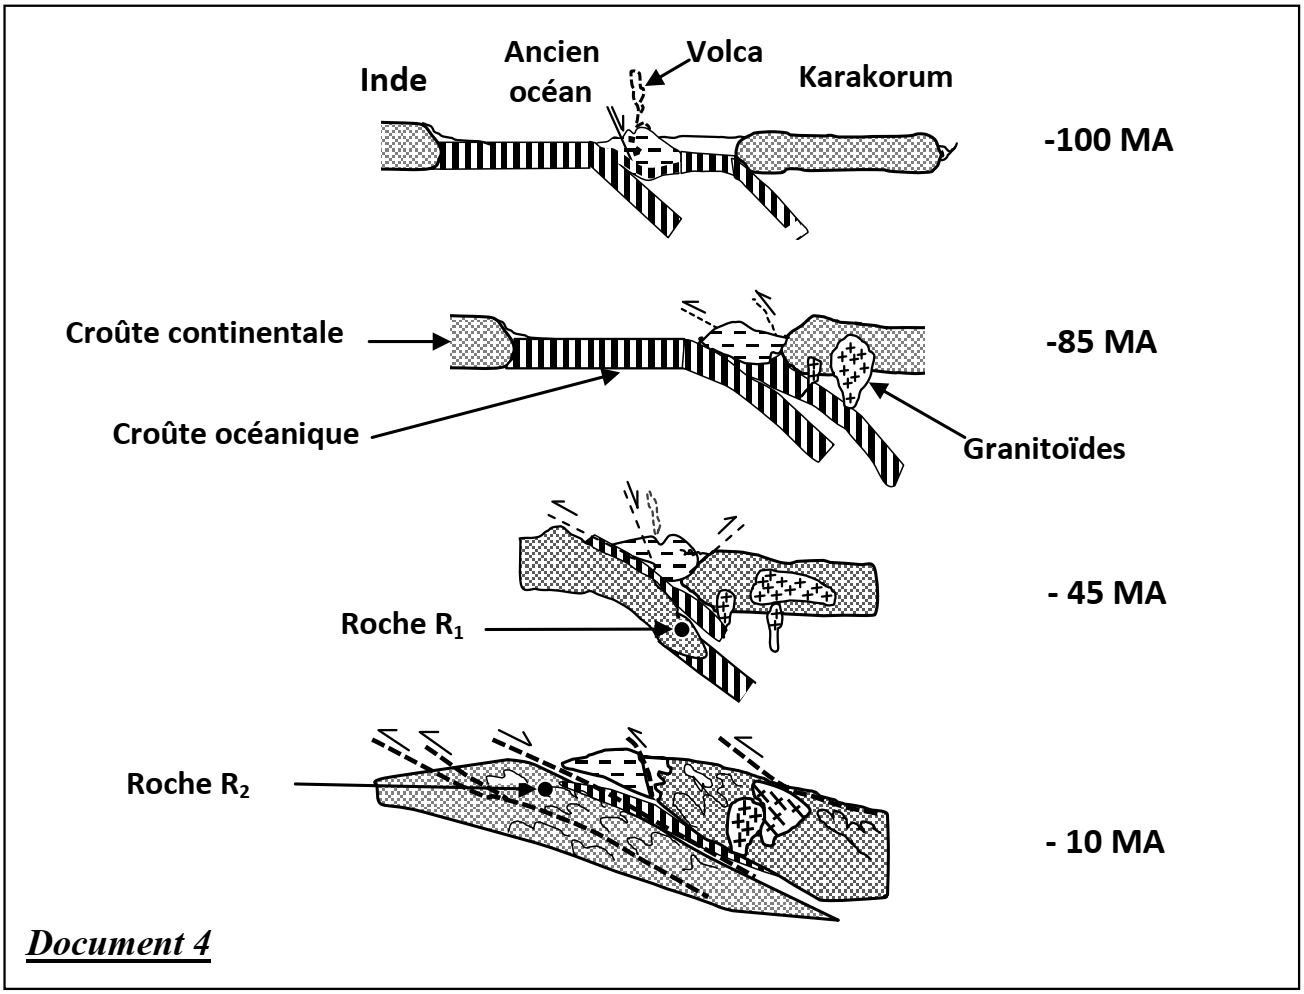 Ancien
océan
Volca
Inde
Karakorum
-100 MA
Croûte continentale
-85 MA
Croûte océanique
Granitoïdes
Roche R₁
- 45 MA
Roche R₂
- 10 MA
Document 4